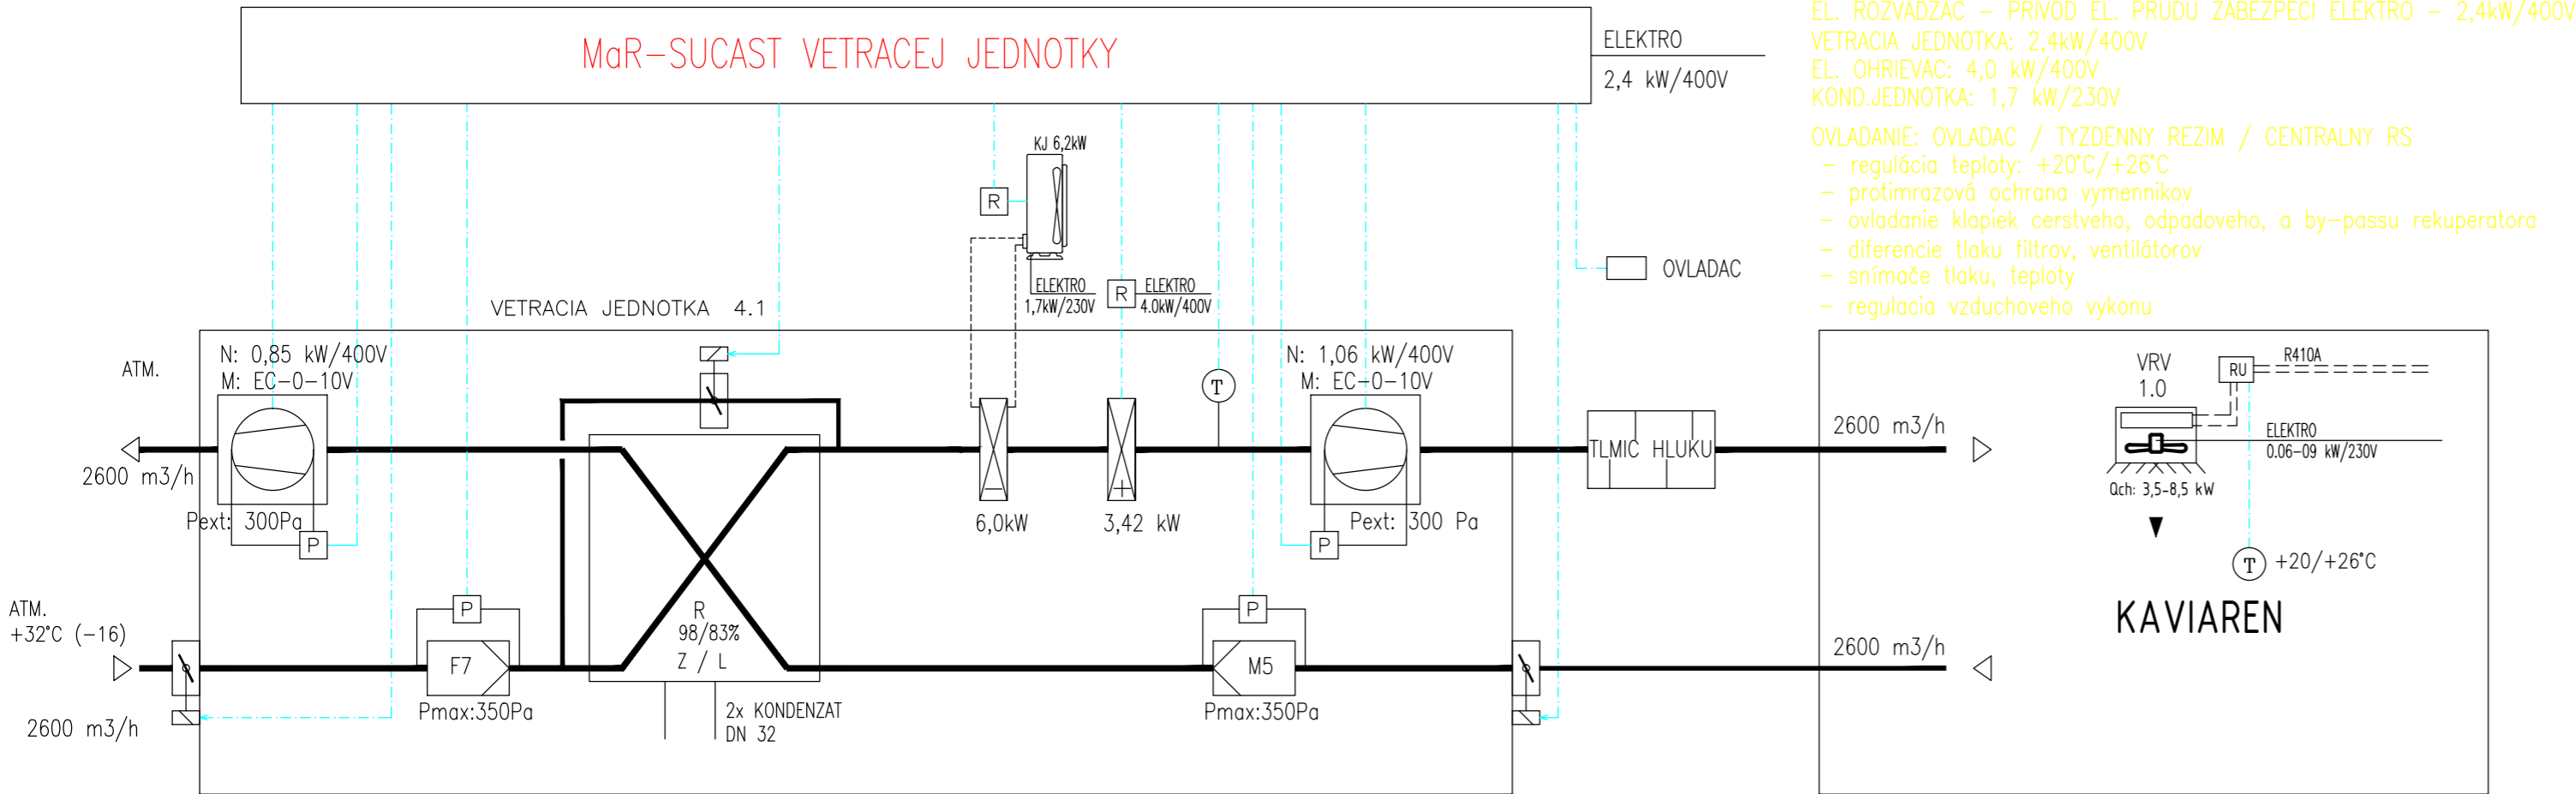 MaR-SUCAST VETRACEJ JEDNOTKY
ELEKTRO
2,4 kW/400V
EL. ROZVADZAC - PRIVOD EL. PRUDU ZABEZPECI ELEKTRO - 2,4kW/400V
VETRACIA JEDNOTKA: 2,4kW/400V
EL. OHRIEVAC: 4,0 kW/400V
KOND.JEDNOTKA: 1,7 kW/230V
OVLADANIE: OVLADAC / TYZDENNY REZIM / CENTRALNY RS
- regulácia teploty: +20°C/+26°C
- protimrazová ochrana vymennikov
- ovladanie klapiek cerstveho, odpadoveho, a by-passu rekuperatora
- diferencie tlaku filtrov, ventilátorov
- snímače tlaku, teploty
- regulacia vzduchoveho vykonu
KJ 6,2kW
R
ELEKTRO
1,7kW/230V
R
ELEKTRO
4.0kW/400V
OVLADAC
VETRACIA JEDNOTKA 4.1
ATM.
N: 0,85 kW/400V
M: EC-0-10V
2600 m3/h
Pext: 300Pa
P
T
N: 1,06 kW/400V
M: EC-0-10V
6,0kW
3,42 kW
Pext: 300 Pa
P
TLMIC HLUKU
2600 m3/h
VRV
1.0
RU
R410A
ELEKTRO
0.06-09 kW/230V
Qch: 3,5-8,5 kW
T
+20/+26°C
KAVIAREN
ATM.
+32°C (-16)
2600 m3/h
P
F7
Pmax:350Pa
R
98/83%
Z / L
2x KONDENZAT
DN 32
P
M5
Pmax:350Pa
2600 m3/h